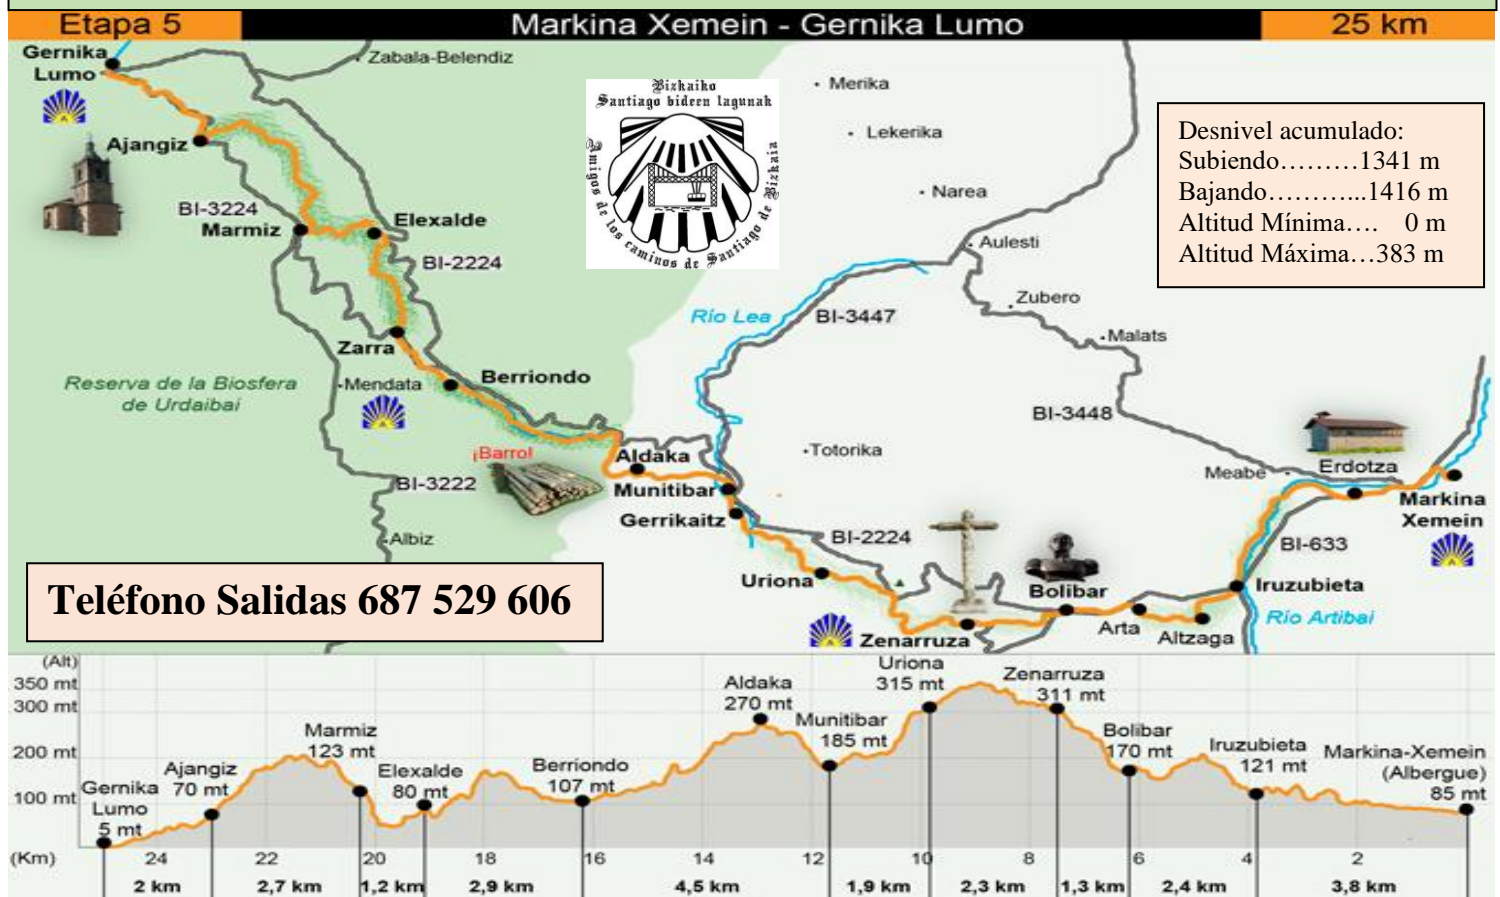 Etapa 5
Markina Xemein - Gernika Lumo
25 km
Gernika
Lumo
Zabala-Belendiz
Bizkaiko
Santiago bideen lagunak
Amigos de los caminos de Santiago de Bizkaia
Merika
Lekerika
Narea
Desnivel acumulado:
Subiendo.........1341 m
Bajando..............1416 m
Altitud Mínima.... 0 m
Altitud Máxima...383 m
Ajangiz
BI-3224
Marmiz
Elexalde
BI-2224
Aulesti
Zubero
Río Lea
BI-3447
Malats
Zarra
Reserva de la Biosfera
de Urdaibai
Mendata
Berriondo
BI-3448
¡Barro!
Aldaka
Totorika
Meabe
Erdotza
BI-3222
Munitibar
Markina
Xemein
Gerrikaitz
Albiz
BI-2224
BI-633
Uriona
Bolibar
Iruzubieta
Teléfono Salidas 687 529 606
Zenarruza
Arta
Altzaga
Río Artibai
(Alt)
350 mt
300 mt
200 mt
100 mt
Gernika
Lumo
5 mt
Ajangiz
70 mt
Marmiz
123 mt
Elexalde
80 mt
Berriondo
107 mt
Aldaka
270 mt
Munitibar
185 mt
Uriona
315 mt
Zenarruza
311 mt
Bolibar
170 mt
Iruzubieta
121 mt
Markina-Xemein
(Albergue)
85 mt
(Km) 24 22 20 18 16 14 12 10 8 6 4 2
2 km 2,7 km 1,2 km 2,9 km 4,5 km 1,9 km 2,3 km 1,3 km 2,4 km 3,8 km